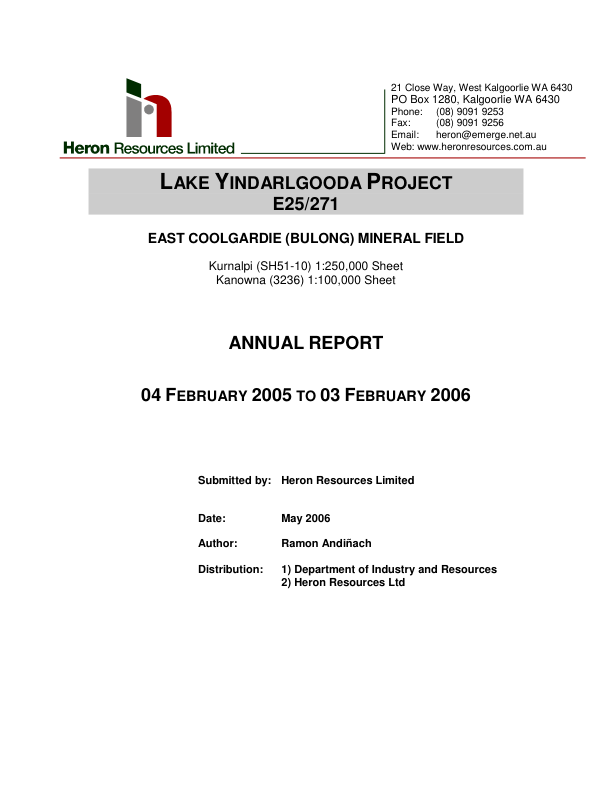 Heron Resources Limited
21 Close Way, West Kalgoorlie WA 6430
PO Box 1280, Kalgoorlie WA 6430
Phone: (08) 9091 9253
Fax: (08) 9091 9256
Email: heron@emerge.net.au
Web: www.heronresources.com.au
LAKE YINDARLGOODA PROJECT
E25/271
EAST COOLGARDIE (BULONG) MINERAL FIELD
Kurnalpi (SH51-10) 1:250,000 Sheet
Kanowna (3236) 1:100,000 Sheet
ANNUAL REPORT
04 FEBRUARY 2005 TO 03 FEBRUARY 2006
Submitted by: Heron Resources Limited
Date: May 2006
Author: Ramon Andiñach
Distribution: 1) Department of Industry and Resources
2) Heron Resources Ltd